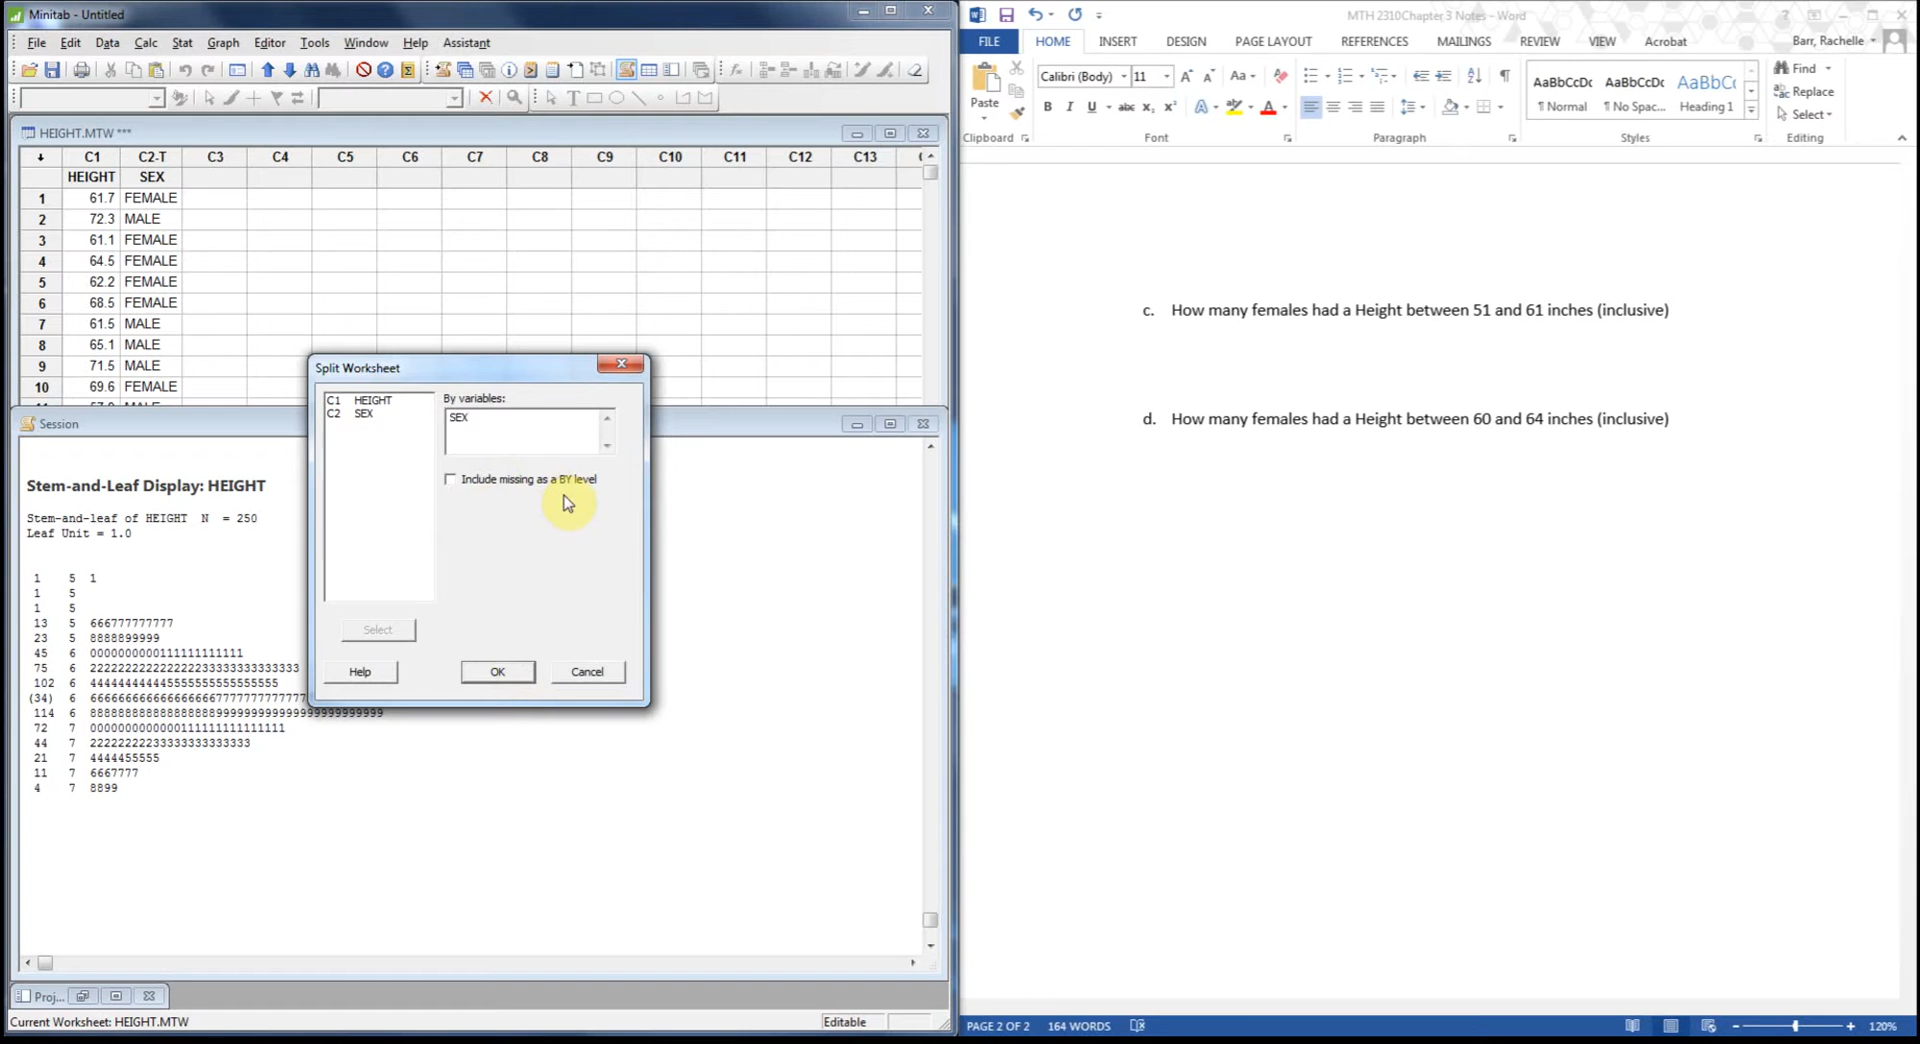 Minitab - Untitled
File Edit Data Calc Stat Graph Editor Tools Window Help Assistant
HEIGHT.MTW ***
C1 C2-T C3 C4 C5 C6 C7 C8 C9 C10 C11 C12 C13
HEIGHT SEX
1 61.7 FEMALE
2 72.3 MALE
3 61.1 FEMALE
4 64.5 FEMALE
5 62.2 FEMALE
6 68.5 FEMALE
7 61.5 MALE
8 65.1 MALE
9 71.5 MALE
10 69.6 FEMALE
Split Worksheet
C1 HEIGHT
C2 SEX
By variables:
SEX
Include missing as a BY level
Select
Help OK Cancel
Session
Stem-and-Leaf Display: HEIGHT
Stem-and-leaf of HEIGHT N = 250
Leaf Unit = 1.0
1 5 1
1 5
1 5
13 5 666777777777
23 5 8888899999
45 6 0000000000111111111111
75 6
102 6
(34) 6
114 6
72 7
44 7
21 7 4444455555
11 7 6667777
4 7 8899
Proj...
Current Worksheet: HEIGHT.MTW Editable
MTH 2310Chapter 3 Notes - Word
FILE HOME INSERT DESIGN PAGE LAYOUT REFERENCES MAILINGS REVIEW VIEW Acrobat Barr, Rachelle
Calibri (Body) 11
Paste
Clipboard Font Paragraph Styles Editing
AaBbCcDc AaBbCcDc AaBbC
¶ Normal ¶ No Spac... Heading 1
Find
Replace
Select
c. How many females had a Height between 51 and 61 inches (inclusive)
d. How many females had a Height between 60 and 64 inches (inclusive)
PAGE 2 OF 2 164 WORDS 120%